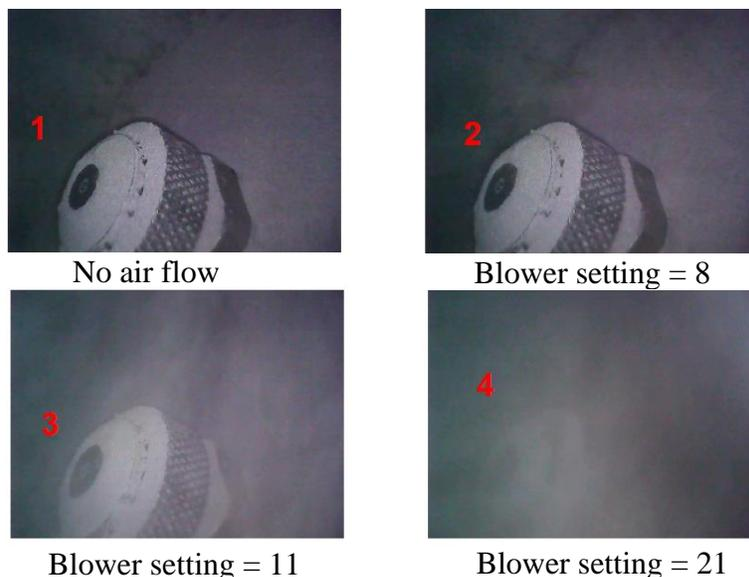 1
2
No air flow
Blower setting = 8
3
4
Blower setting = 11
Blower setting = 21